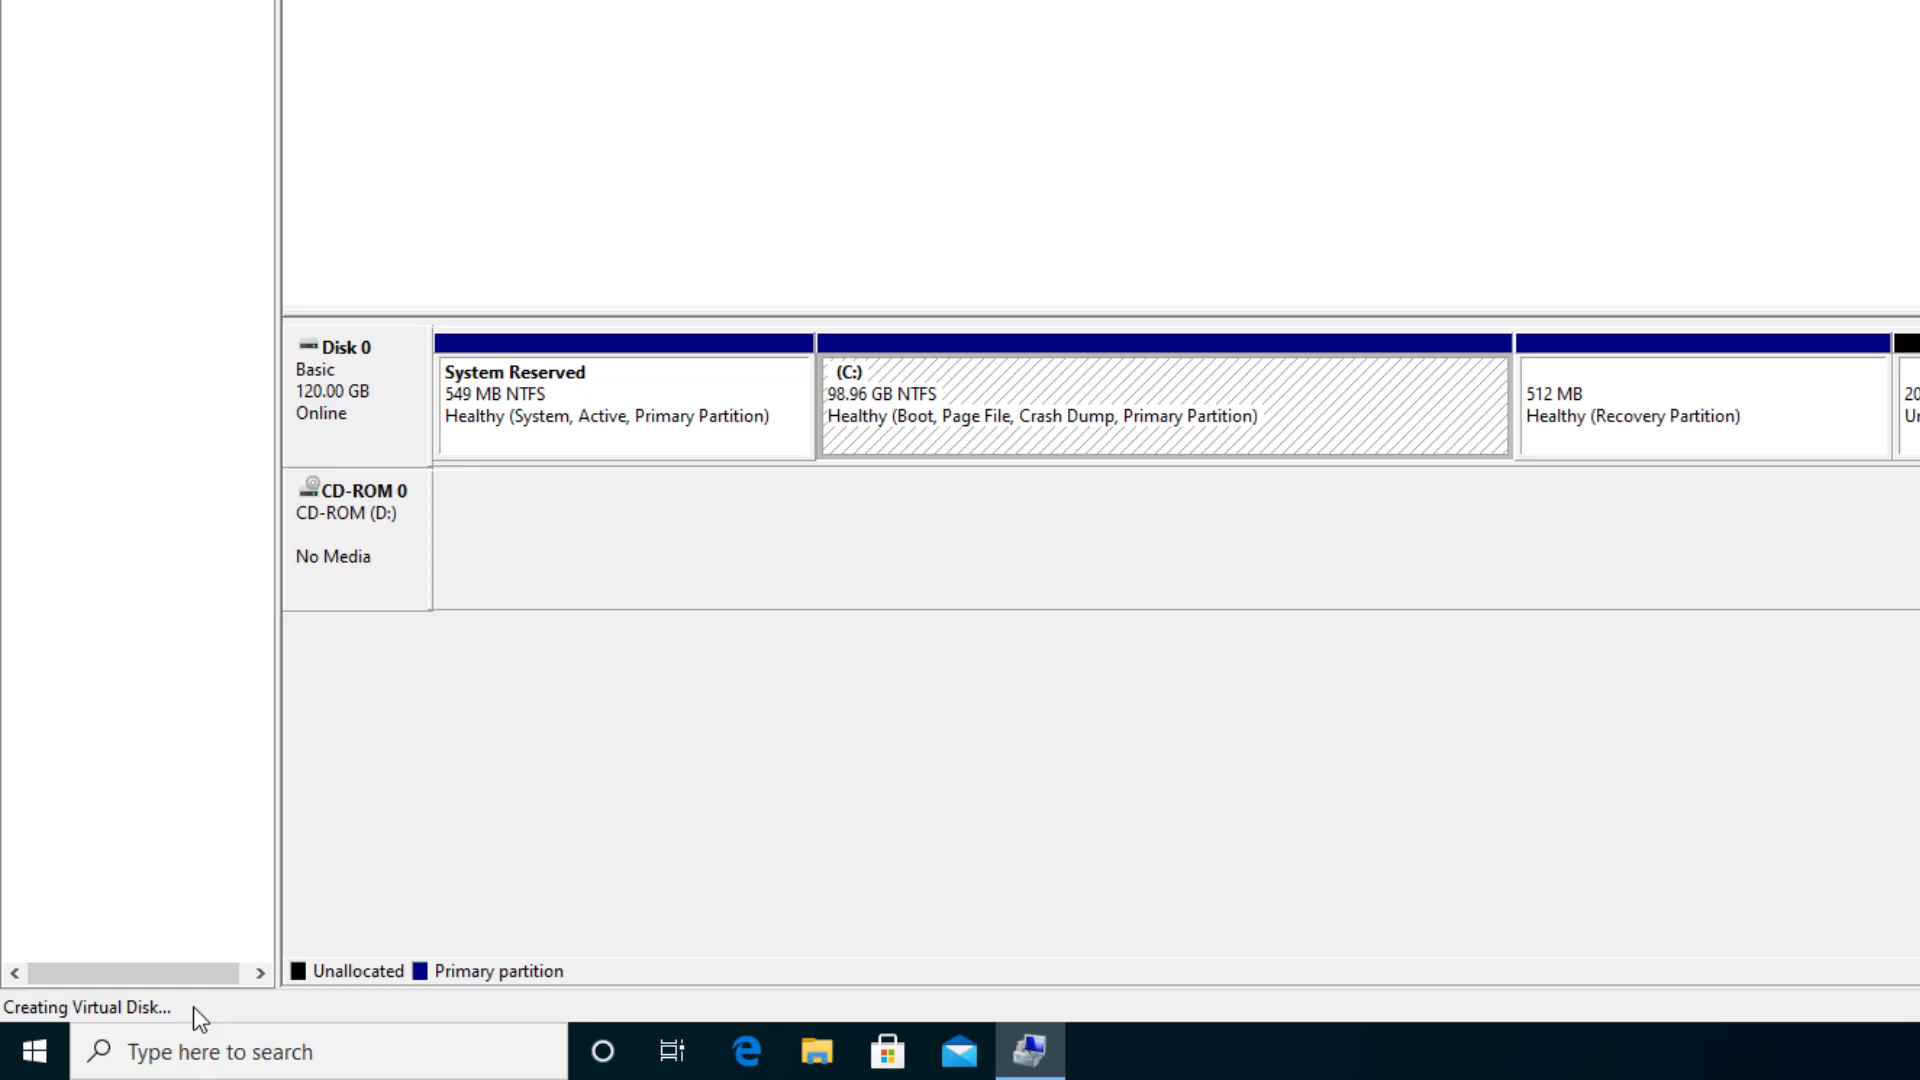 Disk 0
Basic
120.00 GB
Online
System Reserved
549 MB NTFS
Healthy (System, Active, Primary Partition)
(C:)
98.96 GB NTFS
Healthy (Boot, Page File, Crash Dump, Primary Partition)
512 MB
Healthy (Recovery Partition)
20
Un
CD-ROM 0
CD-ROM (D:)
No Media
Unallocated
Primary partition
Creating Virtual Disk...
Type here to search